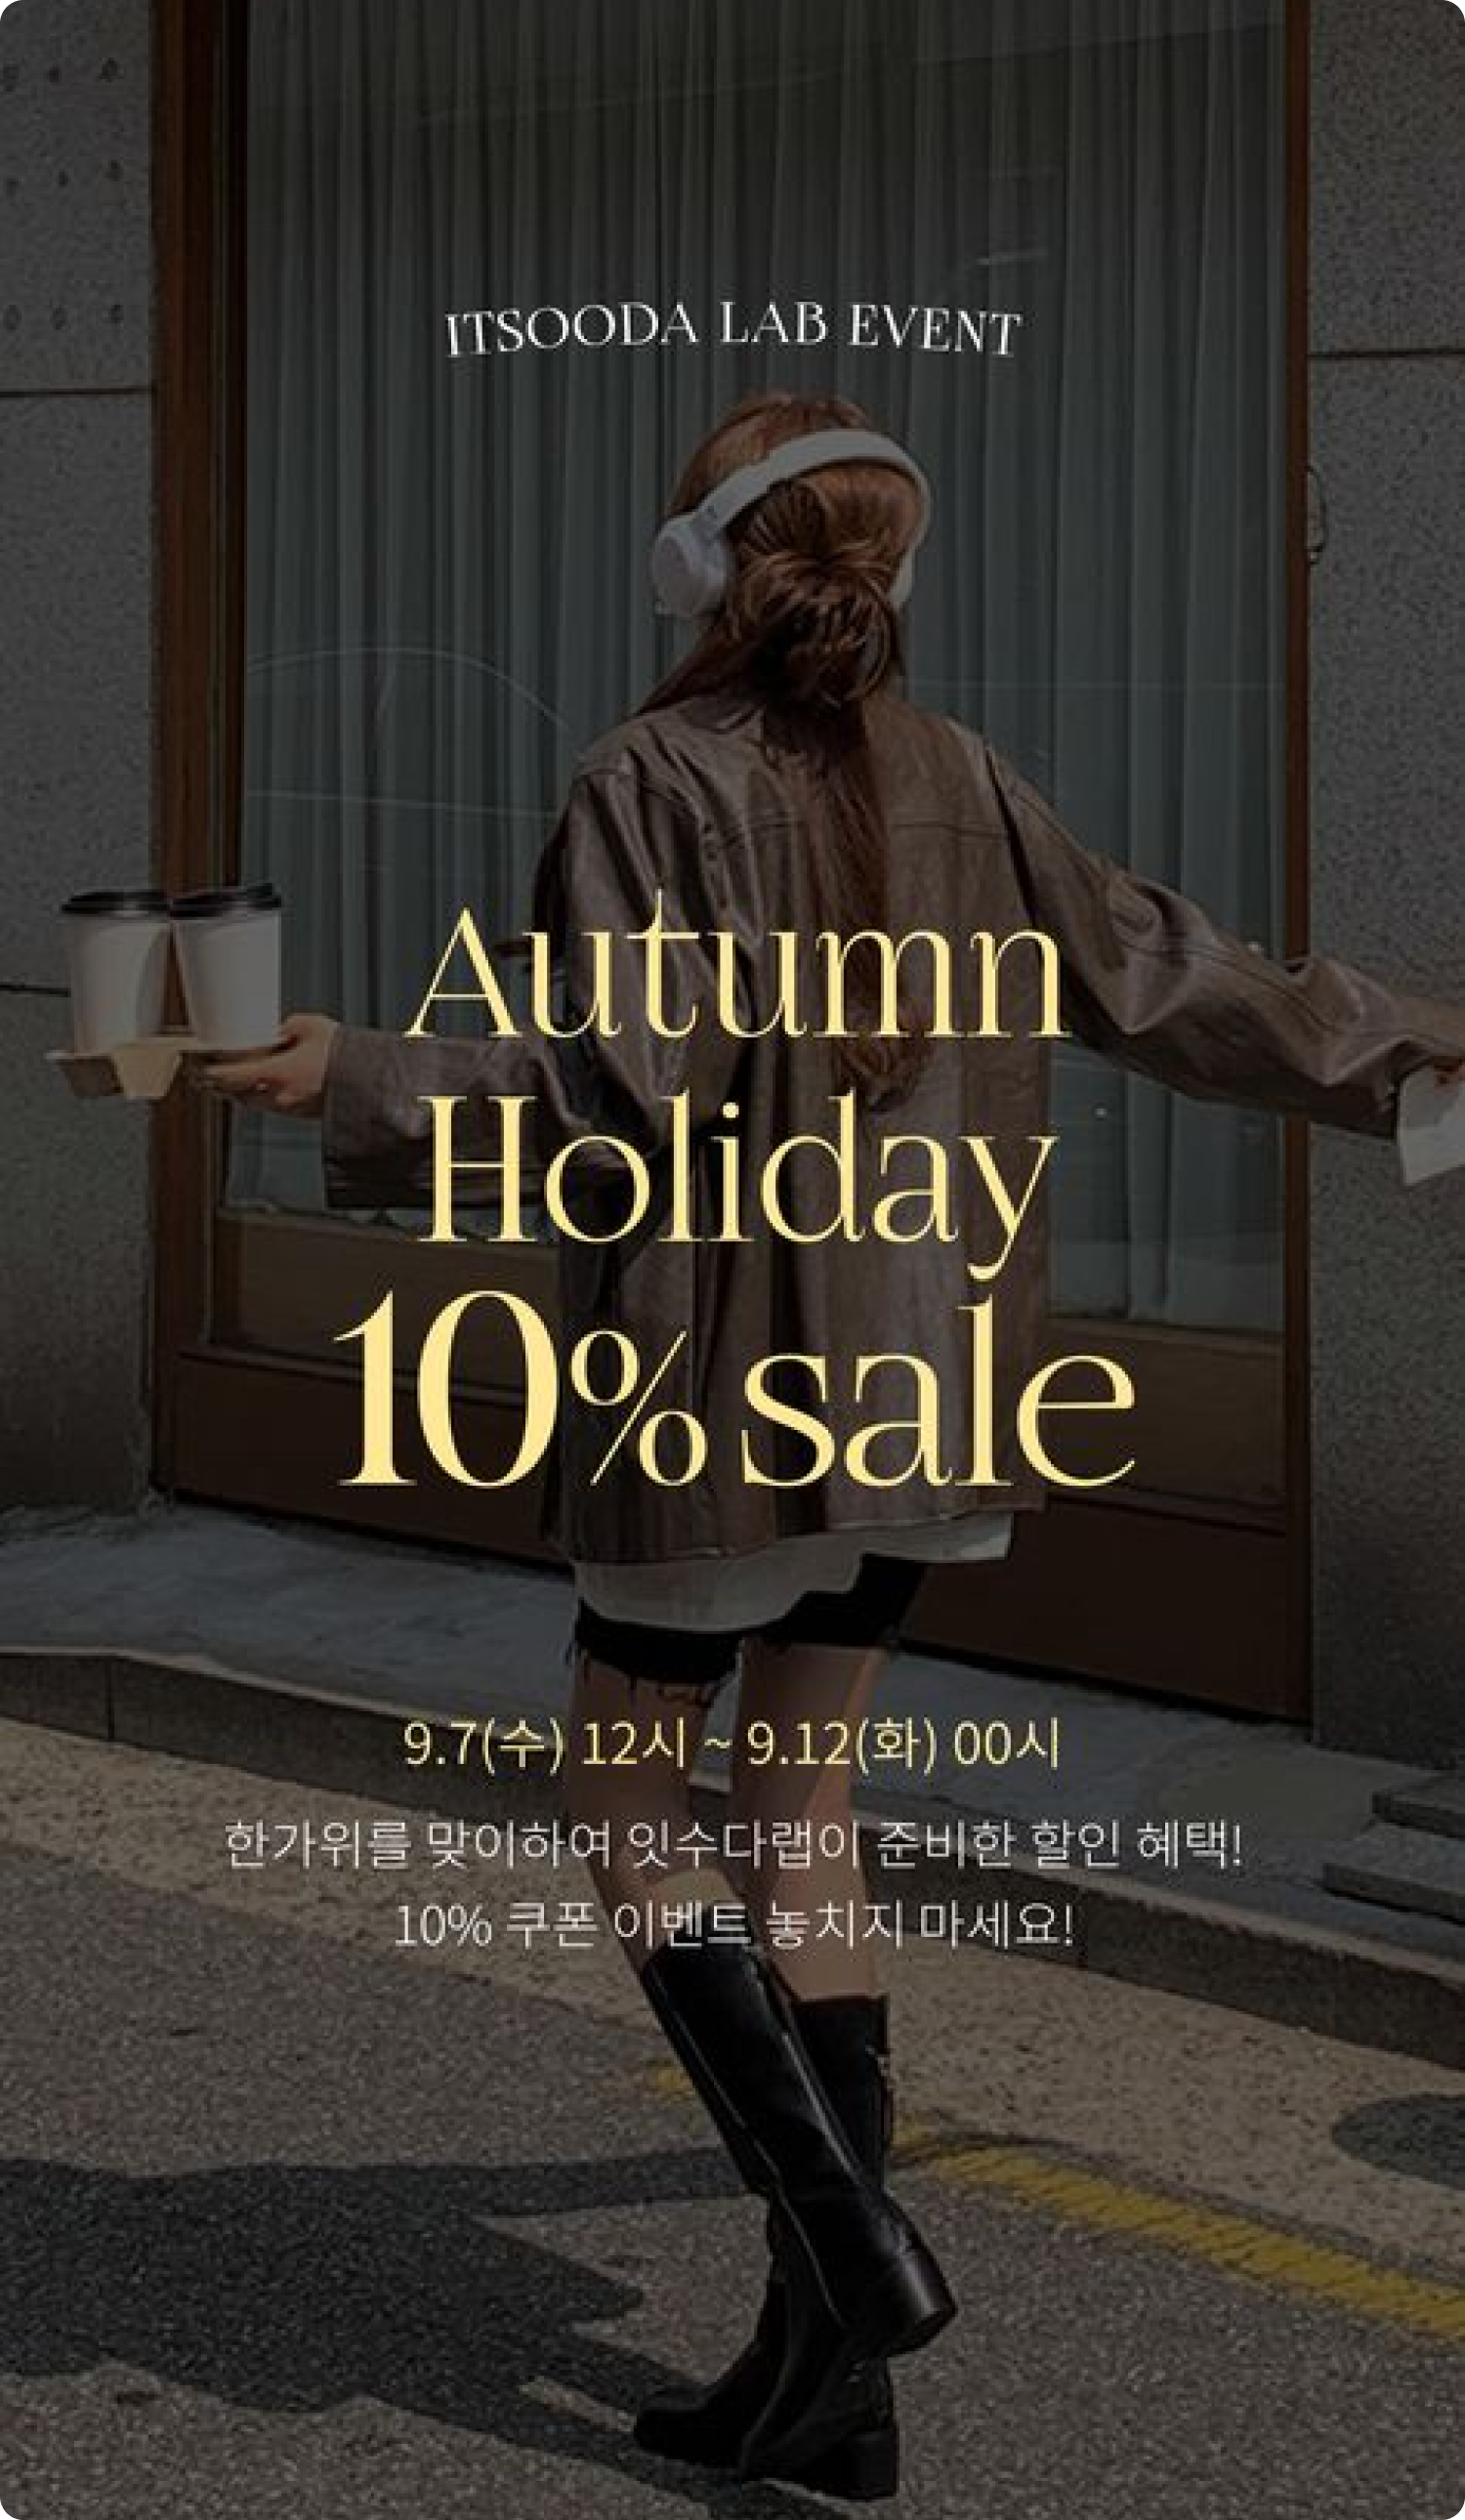 ITSOODA LAB EVENT
Autumn
Holiday
10% sale
9.7(수) 12시 ~ 9.12(화) 00시
한가위를 맞이하여 잇수다랩이 준비한 할인 혜택!
10% 쿠폰 이벤트 놓치지 마세요!